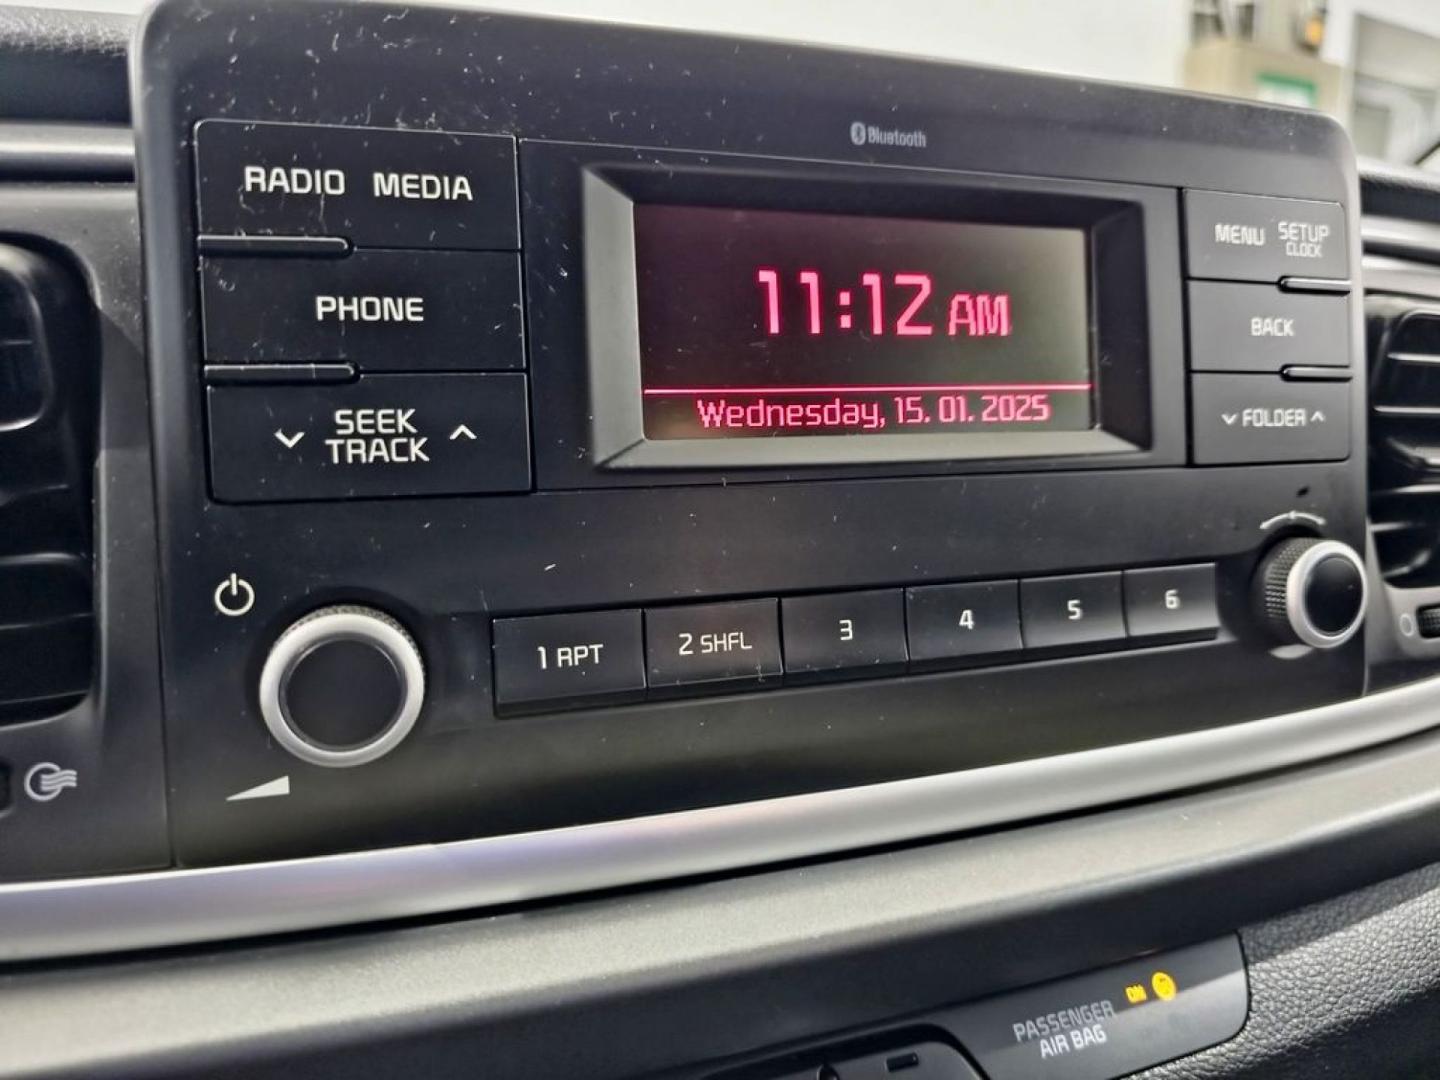 Bluetooth
RADIO MEDIA
PHONE
SEEK
TRACK
11:12 AM
Wednesday, 15. 01. 2025
MENU SETUP
CLOCK
BACK
FOLDER
1 RPT
2 SHFL
3
4
5
6
ON
PASSENGER
AIR BAG